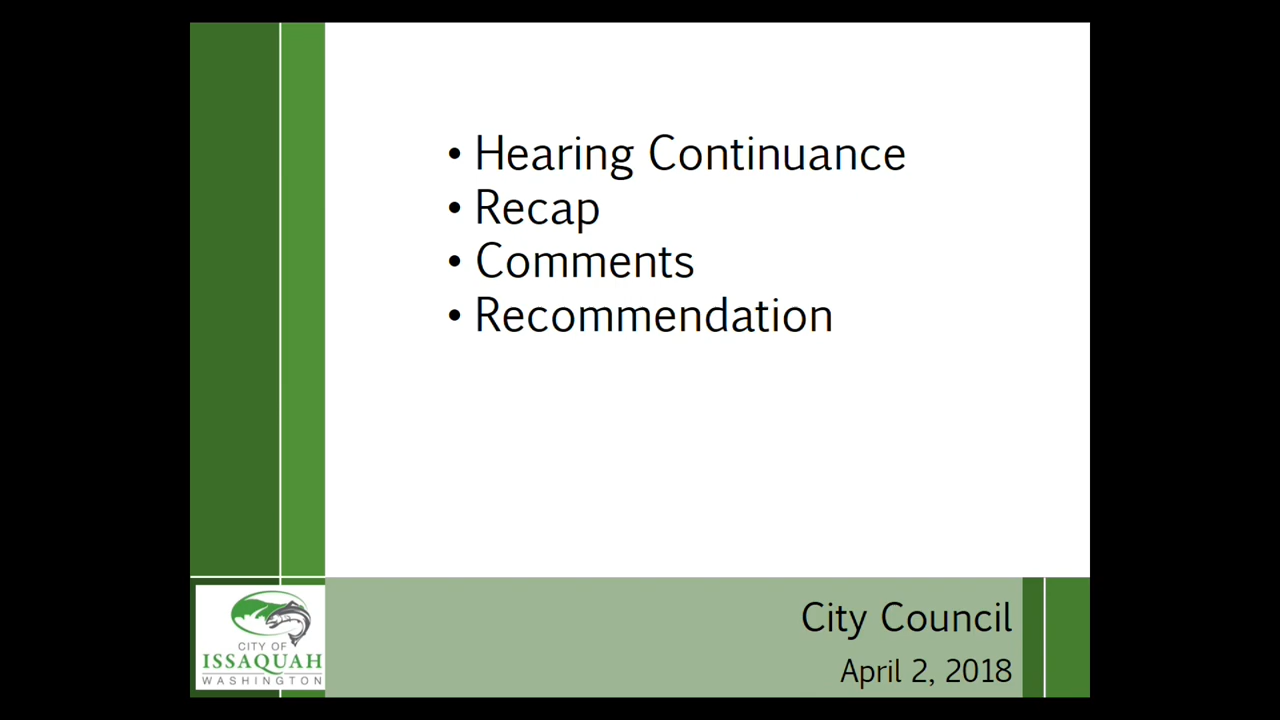 • Hearing Continuance
• Recap
• Comments
• Recommendation
City Council
April 2, 2018
CITY OF
ISSAQUAH
WASHINGTON